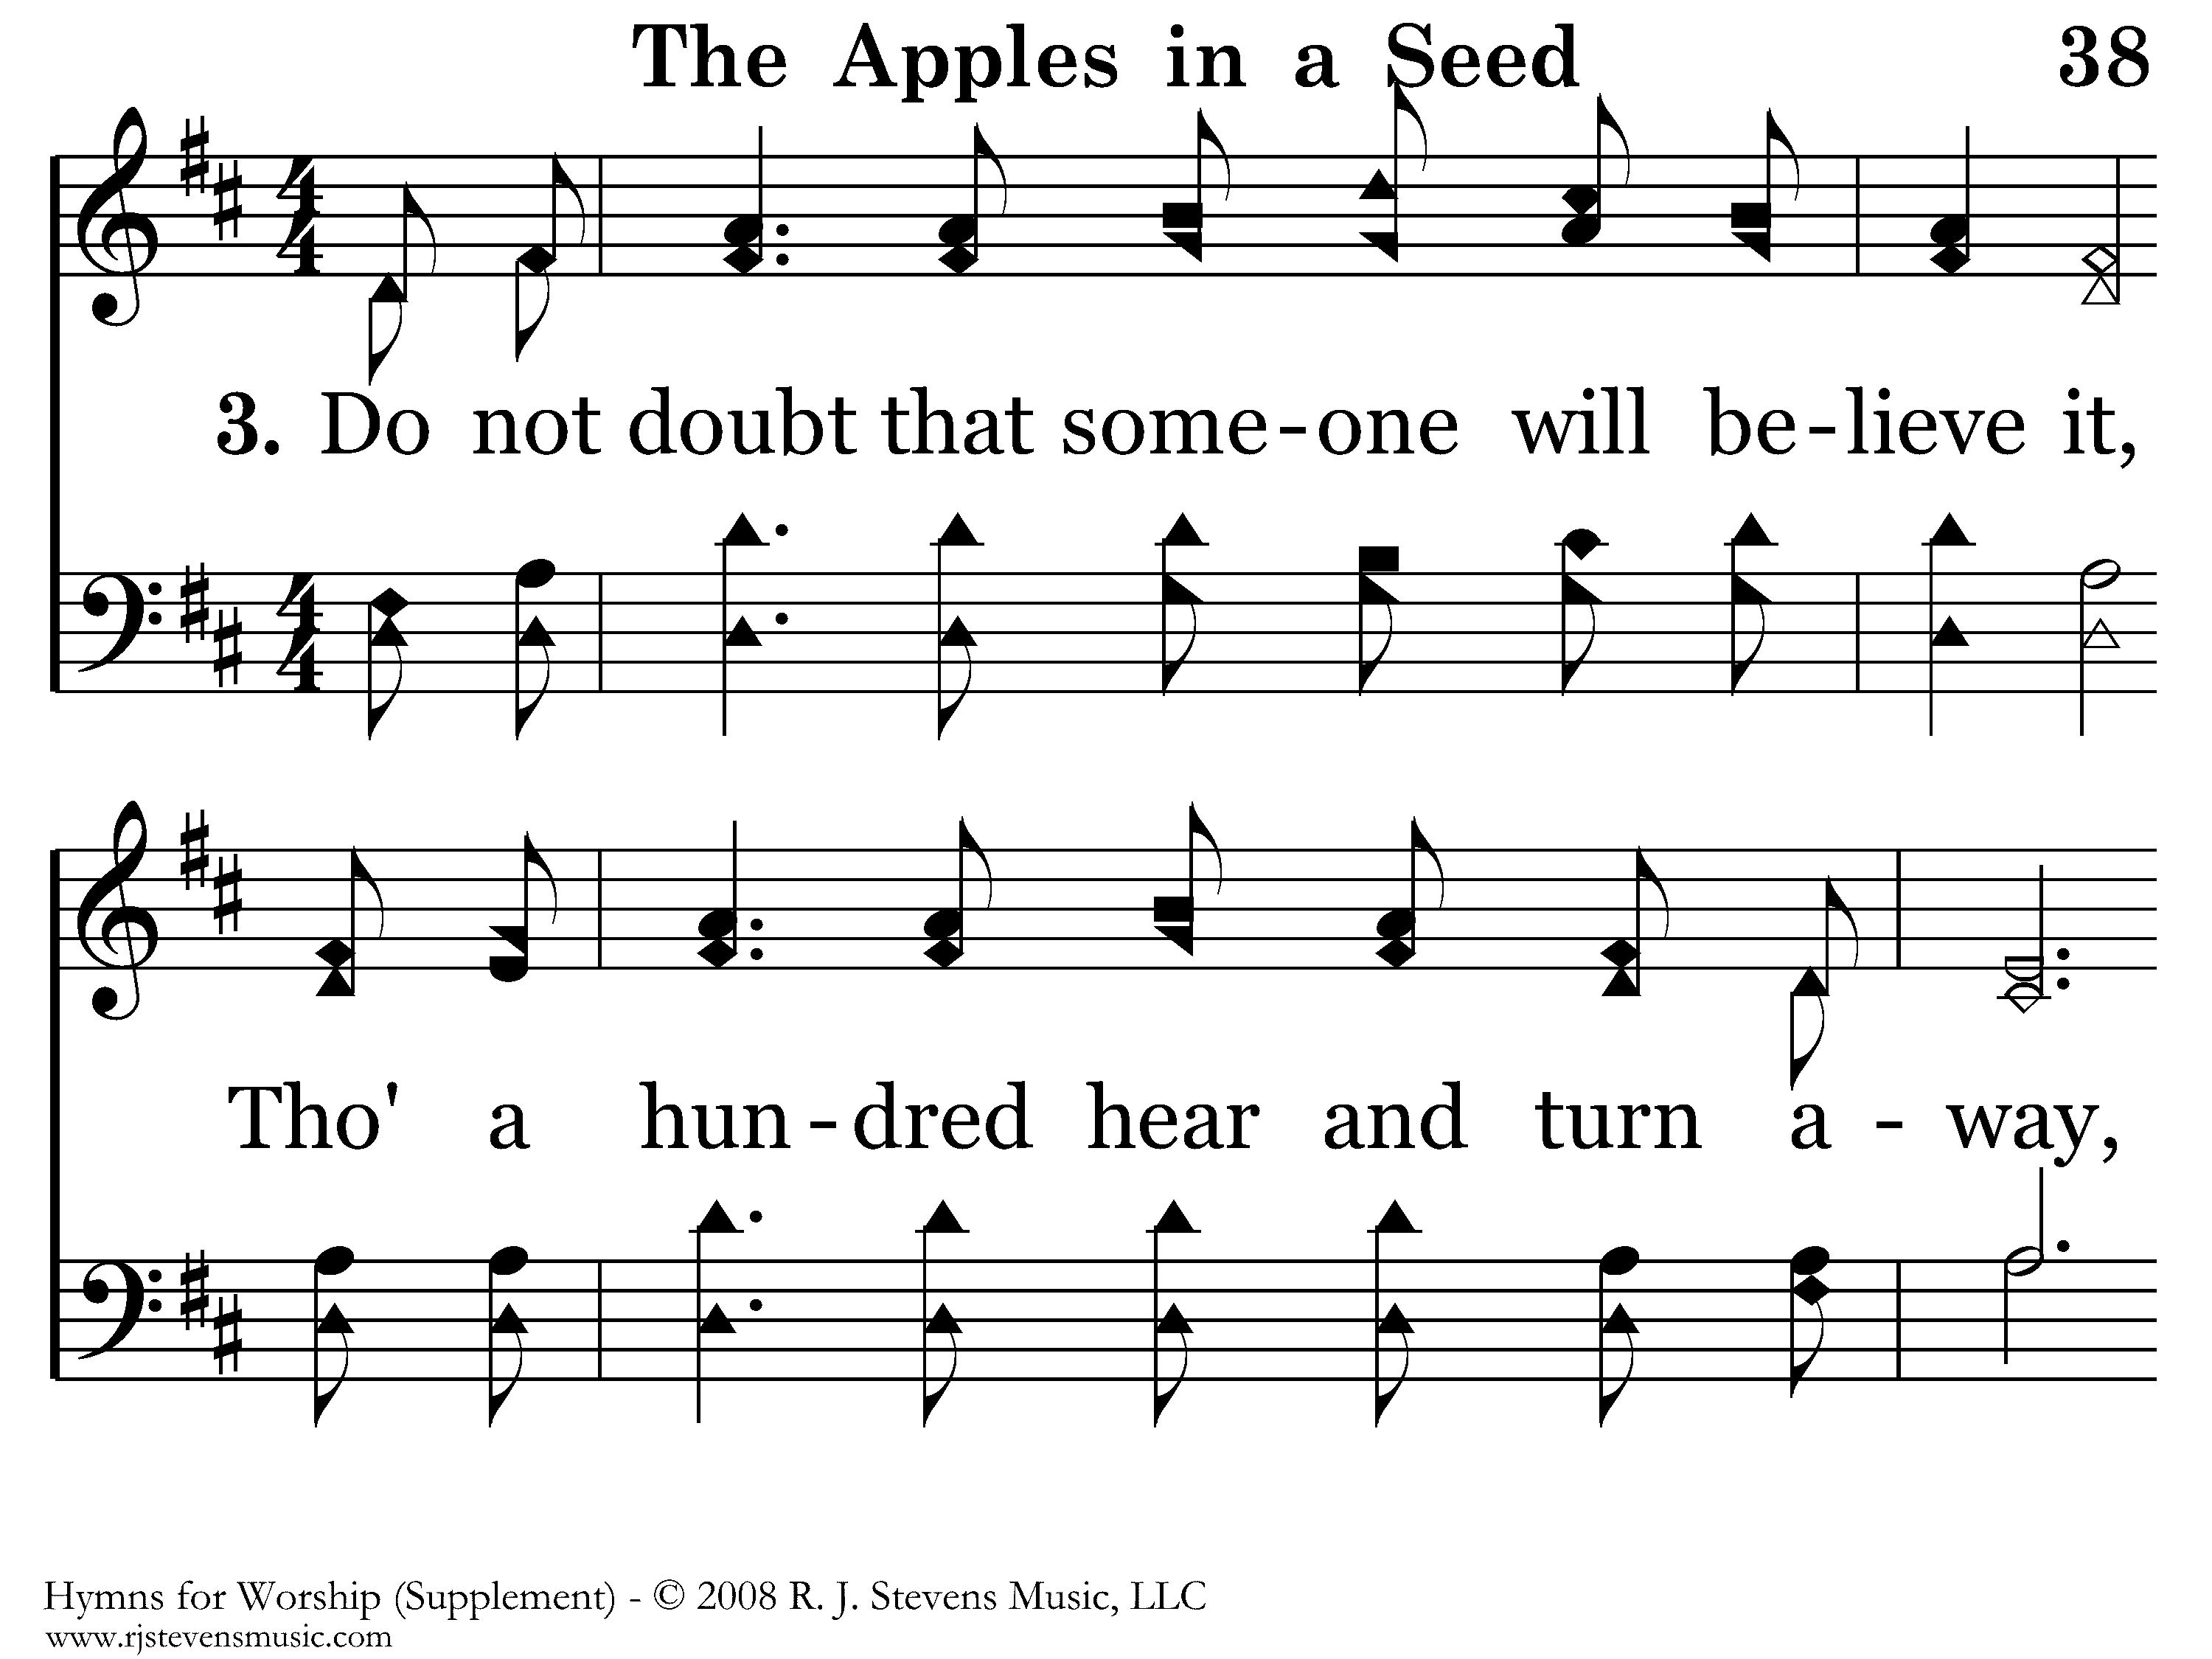 The Apples in a Seed 38
3. Do not doubt that some-one will be-lieve it,
Tho' a hun-dred hear and turn a - way,
Hymns for Worship (Supplement) - © 2008 R. J. Stevens Music, LLC
www.rjstevensmusic.com